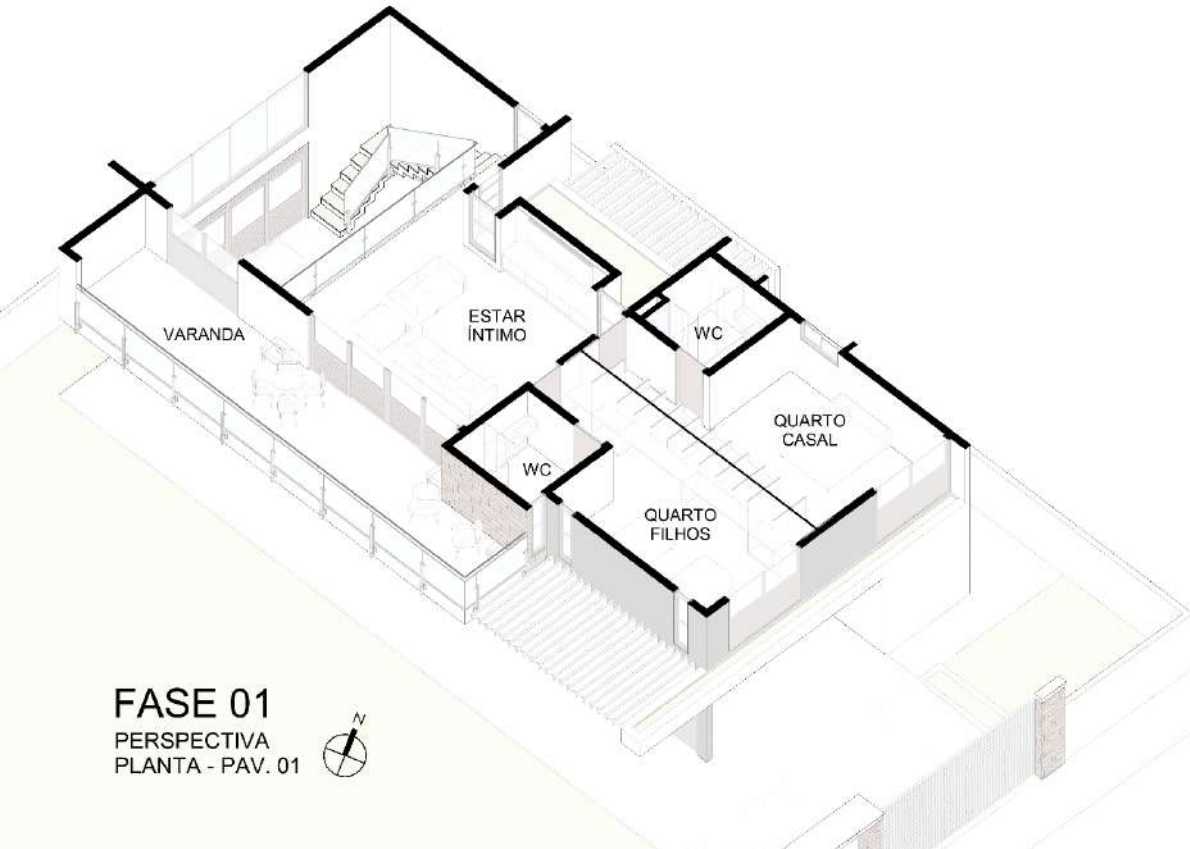 VARANDA
ESTAR
ÍNTIMO
WC
QUARTO
CASAL
WC
QUARTO
FILHOS
FASE 01
PERSPECTIVA
PLANTA - PAV. 01
N